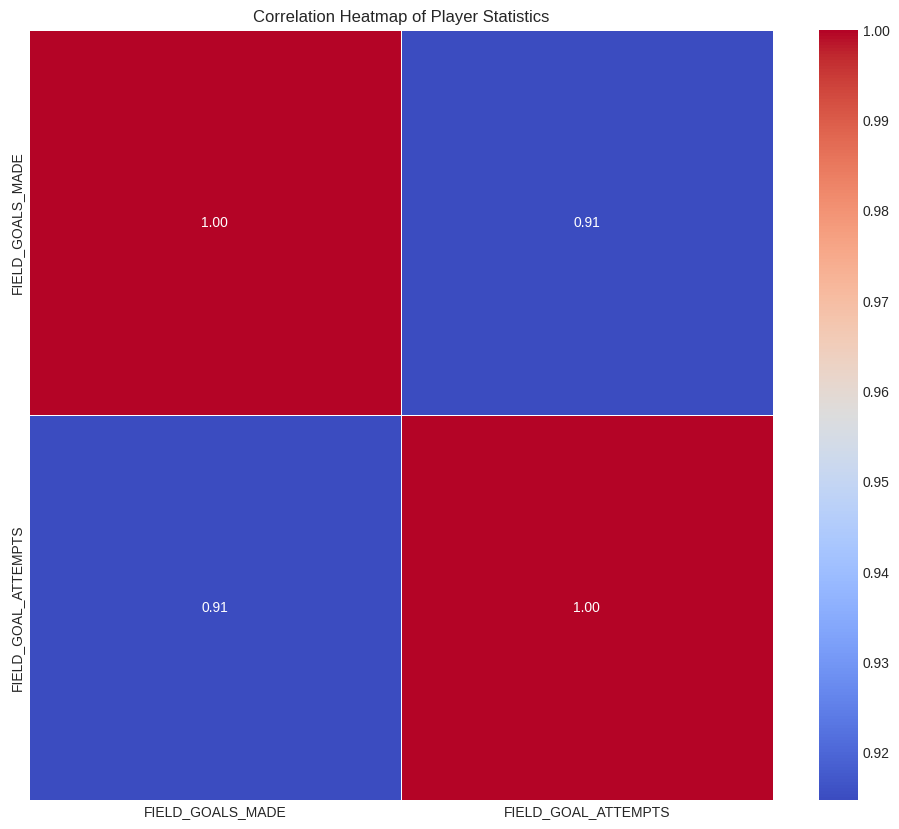 Correlation Heatmap of Player Statistics
FIELD_GOALS_MADE
FIELD_GOAL_ATTEMPTS
1.00
0.91
0.91
1.00
FIELD_GOALS_MADE
FIELD_GOAL_ATTEMPTS
1.00
0.99
0.98
0.97
0.96
0.95
0.94
0.93
0.92